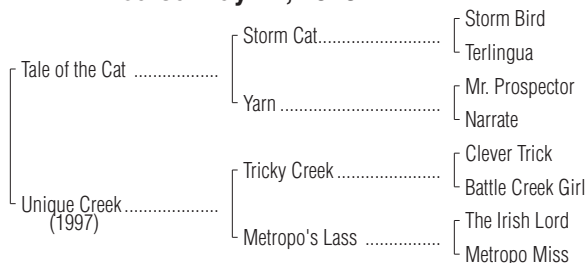 Storm Bird
Storm Cat..............................
Terlingua
Tale of the Cat .....................
Mr. Prospector
Yarn ........................................
Narrate
Clever Trick
Tricky Creek..........................
Battle Creek Girl
Unique Creek.......................
(1997)
The Irish Lord
Metropo's Lass ...................
Metropo Miss